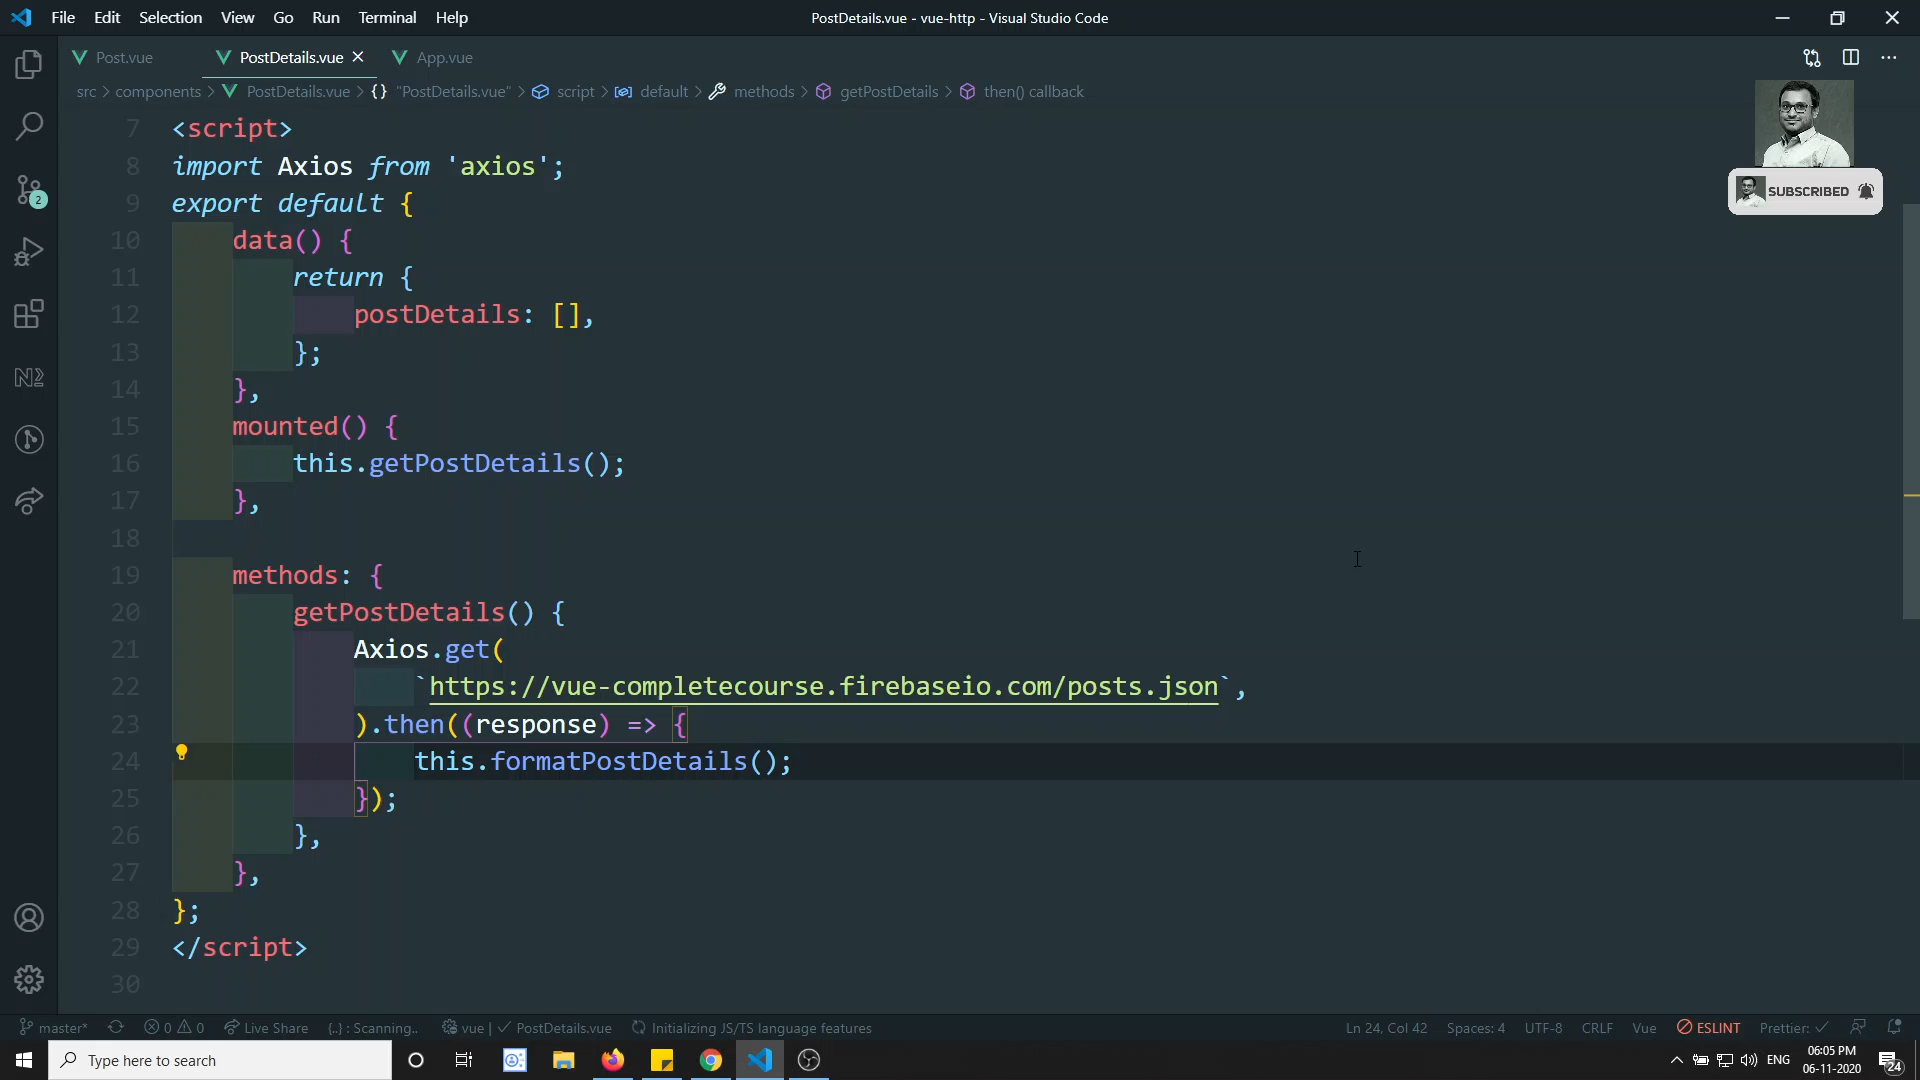 File Edit Selection View Go Run Terminal Help
PostDetails.vue - vue-http - Visual Studio Code
Post.vue PostDetails.vue App.vue
src > components > PostDetails.vue > {} "PostDetails.vue" > script > default > methods > getPostDetails > then() callback
SUBSCRIBED
7 <script>
8 import Axios from 'axios';
9 export default {
10 data() {
11 return {
12 postDetails: [],
13 };
14 },
15 mounted() {
16 this.getPostDetails();
17 },
18
19 methods: {
20 getPostDetails() {
21 Axios.get(
22 `https://vue-completecourse.firebaseio.com/posts.json`,
23 ).then((response) => {
24 this.formatPostDetails();
25 });
26 },
27 },
28 };
29 </script>
30
2
master* 0 0 Live Share {..} : Scanning.. vue | PostDetails.vue Initializing JS/TS language features Ln 24, Col 42 Spaces: 4 UTF-8 CRLF Vue ESLINT Prettier:
Type here to search
ENG
06:05 PM
06-11-2020
24